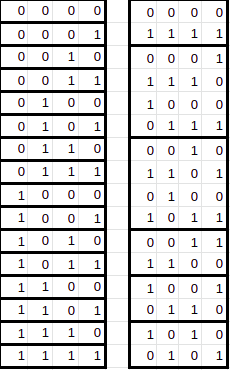 0 0 0 0 0 0 0 0
0 0 0 1 1 1 1 1
0 0 1 0 0 0 0 1
0 0 1 1 1 1 1 0
0 1 0 0 1 0 0 0
0 1 0 1 0 1 1 1
0 1 1 0 0 0 1 0
0 1 1 1 1 1 0 1
1 0 0 0 0 1 0 0
1 0 0 1 1 0 1 1
1 0 1 0 0 0 1 1
1 0 1 1 1 1 0 0
1 1 0 0 1 0 0 1
1 1 0 1 0 1 1 0
1 1 1 0 1 0 1 0
1 1 1 1 0 1 0 1